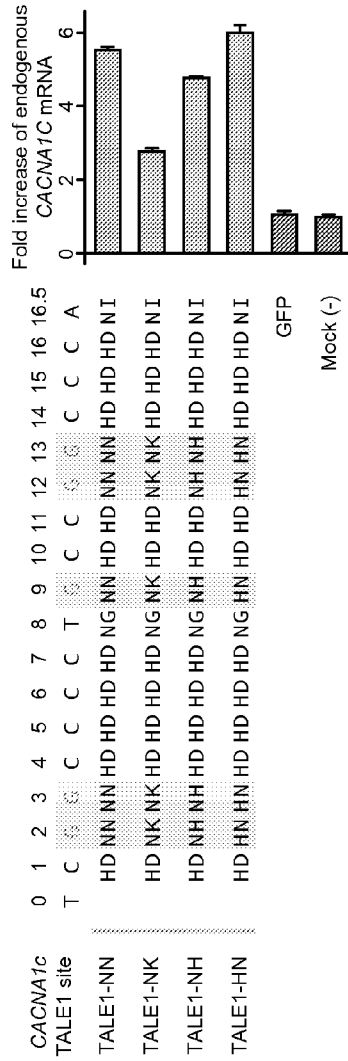 CACNA1c 0 1 2 3 4 5 6 7 8 9 10 11 12 13 14 15 16 16.5
TALE1 site T C G G C C C C T G C C G G C C C A
TALE1-NN HD NN NN HD HD HD HD NG NN HD HD NN NN HD HD HD NI
TALE1-NK HD NK NK HD HD HD HD NG NK HD HD NK NK HD HD HD NI
TALE1-NH HD NH NH HD HD HD HD NG NH HD HD NH NH HD HD HD NI
TALE1-HN HD HN HN HD HD HD HD NG HN HD HD HN HN HD HD HD NI
GFP
Mock (-)
Fold increase of endogenous
CACNA1C mRNA
0 2 4 6